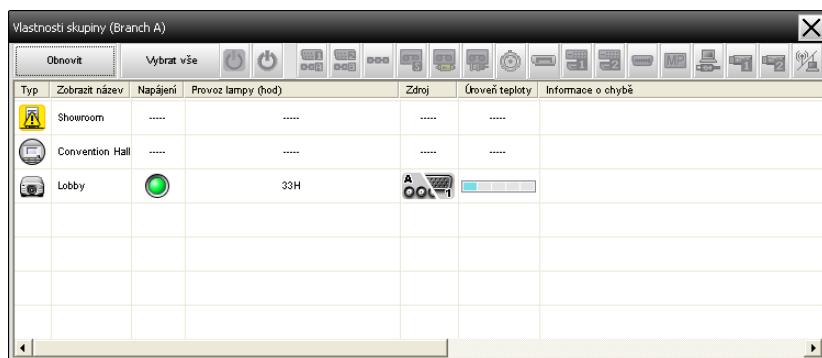 Vlastnosti skupiny (Branch A)
Obnovit Vybrat vše MP
Typ Zobrazit název Napájení Provoz lampy (hod) Zdroj Úroveň teploty Informace o chybě
Showroom ----- ----- ----- -----
Convention Hall ----- ----- ----- -----
Lobby 33H A 1